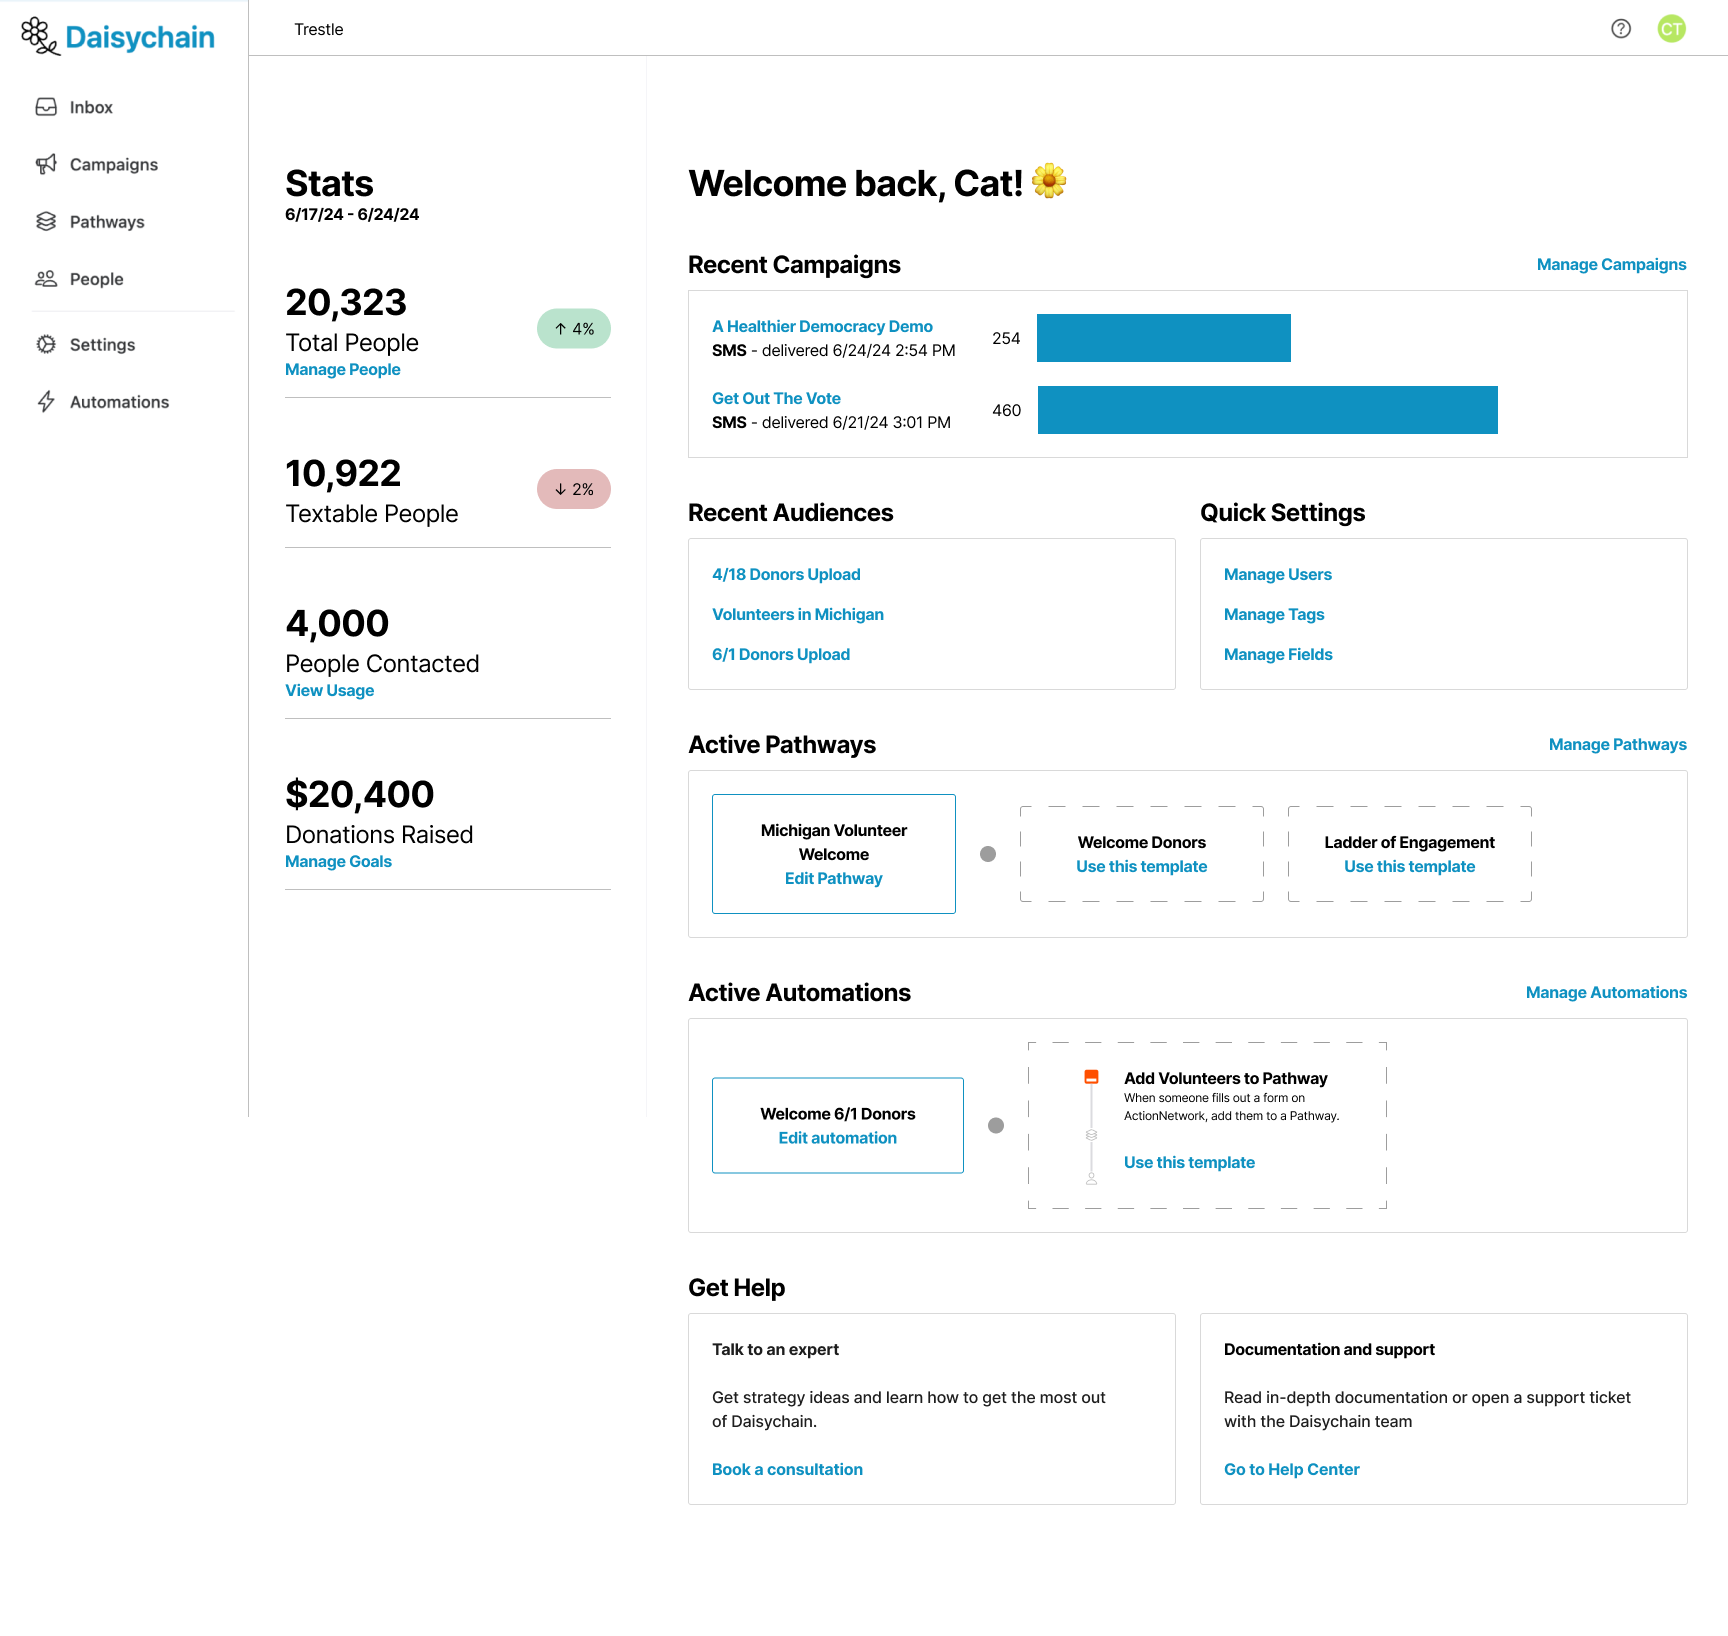 Daisychain
Trestle
CT
Inbox
Campaigns
Pathways
People
Settings
Automations
Stats
6/17/24 - 6/24/24
20,323
Total People
Manage People
↑ 4%
10,922
Textable People
↓ 2%
4,000
People Contacted
View Usage
$20,400
Donations Raised
Manage Goals
Welcome back, Cat!
Recent Campaigns
Manage Campaigns
A Healthier Democracy Demo
SMS - delivered 6/24/24 2:54 PM
254
Get Out The Vote
SMS - delivered 6/21/24 3:01 PM
460
Recent Audiences
4/18 Donors Upload
Volunteers in Michigan
6/1 Donors Upload
Quick Settings
Manage Users
Manage Tags
Manage Fields
Active Pathways
Manage Pathways
Michigan Volunteer
Welcome
Edit Pathway
Welcome Donors
Use this template
Ladder of Engagement
Use this template
Active Automations
Manage Automations
Welcome 6/1 Donors
Edit automation
Add Volunteers to Pathway
When someone fills out a form on
ActionNetwork, add them to a Pathway.
Use this template
Get Help
Talk to an expert
Get strategy ideas and learn how to get the most out
of Daisychain.
Book a consultation
Documentation and support
Read in-depth documentation or open a support ticket
with the Daisychain team
Go to Help Center